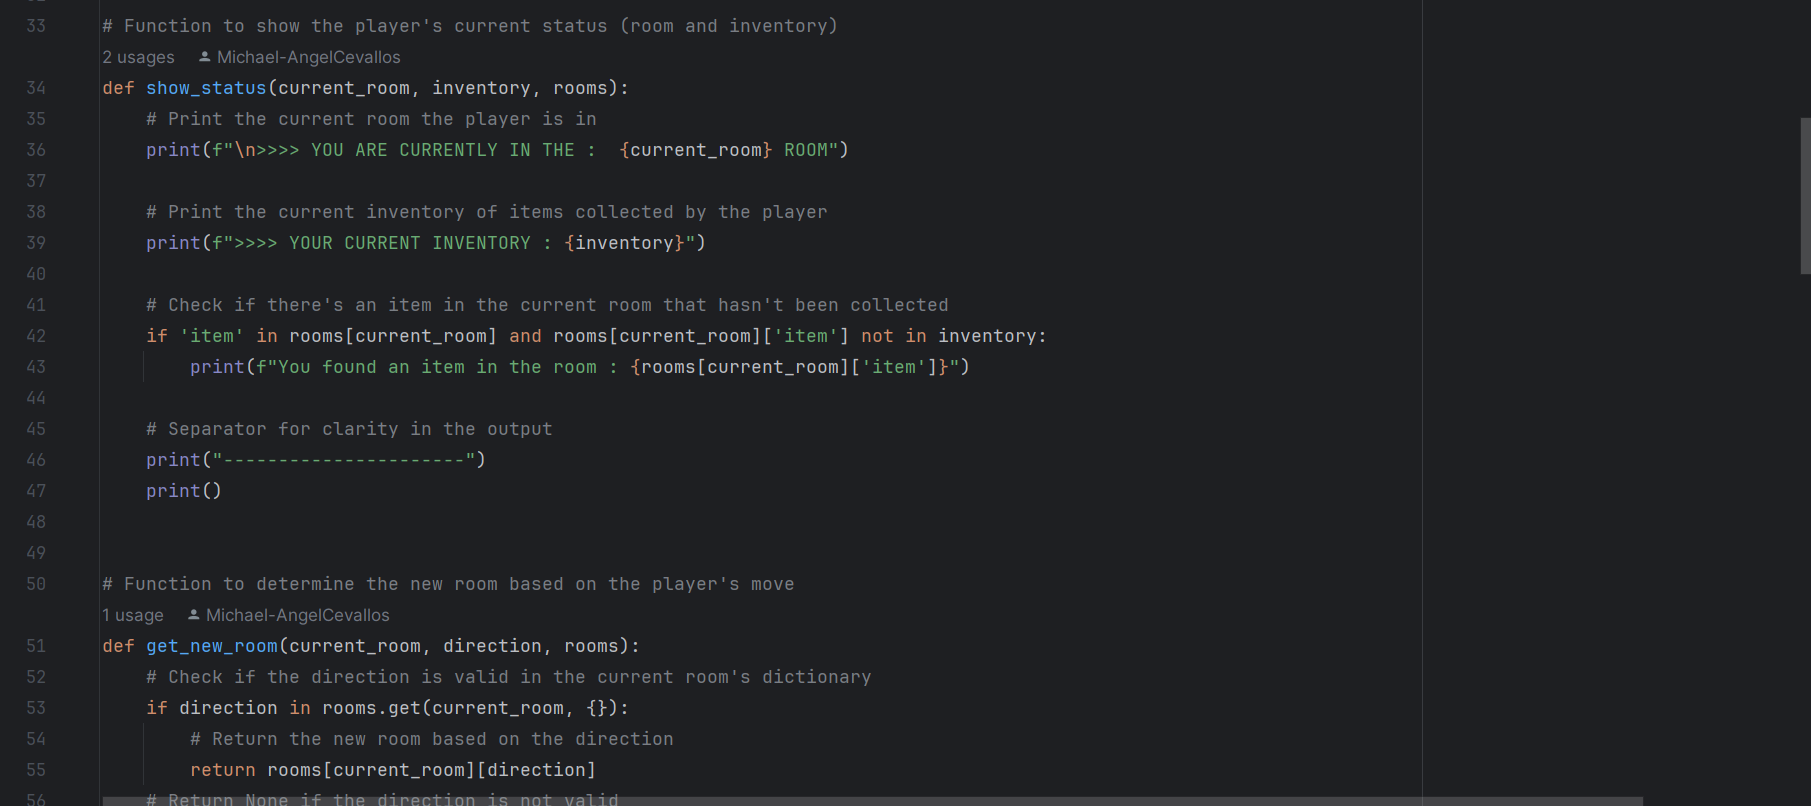 33 # Function to show the player's current status (room and inventory)
2 usages Michael-AngelCevallos
34 def show_status(current_room, inventory, rooms):
35 # Print the current room the player is in
36 print(f"\n>>>> YOU ARE CURRENTLY IN THE :  {current_room} ROOM")
37
38 # Print the current inventory of items collected by the player
39 print(f">>>> YOUR CURRENT INVENTORY : {inventory}")
40
41 # Check if there's an item in the current room that hasn't been collected
42 if 'item' in rooms[current_room] and rooms[current_room]['item'] not in inventory:
43 print(f"You found an item in the room : {rooms[current_room]['item']}")
44
45 # Separator for clarity in the output
46 print("----------------------")
47 print()
48
49
50 # Function to determine the new room based on the player's move
1 usage Michael-AngelCevallos
51 def get_new_room(current_room, direction, rooms):
52 # Check if the direction is valid in the current room's dictionary
53 if direction in rooms.get(current_room, {}):
54 # Return the new room based on the direction
55 return rooms[current_room][direction]
56 # Return None if the direction is not valid